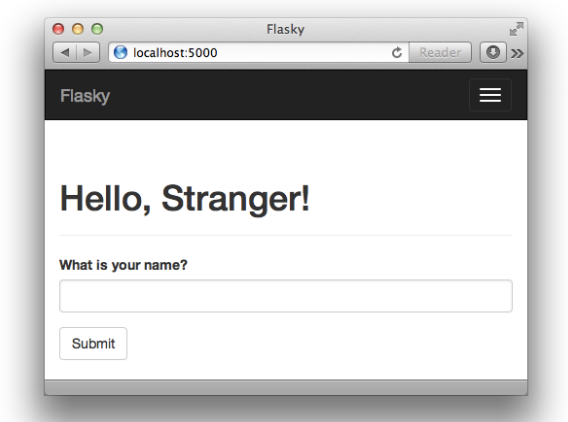 Flasky
localhost:5000 Reader
Flasky
Hello, Stranger!
What is your name?
Submit